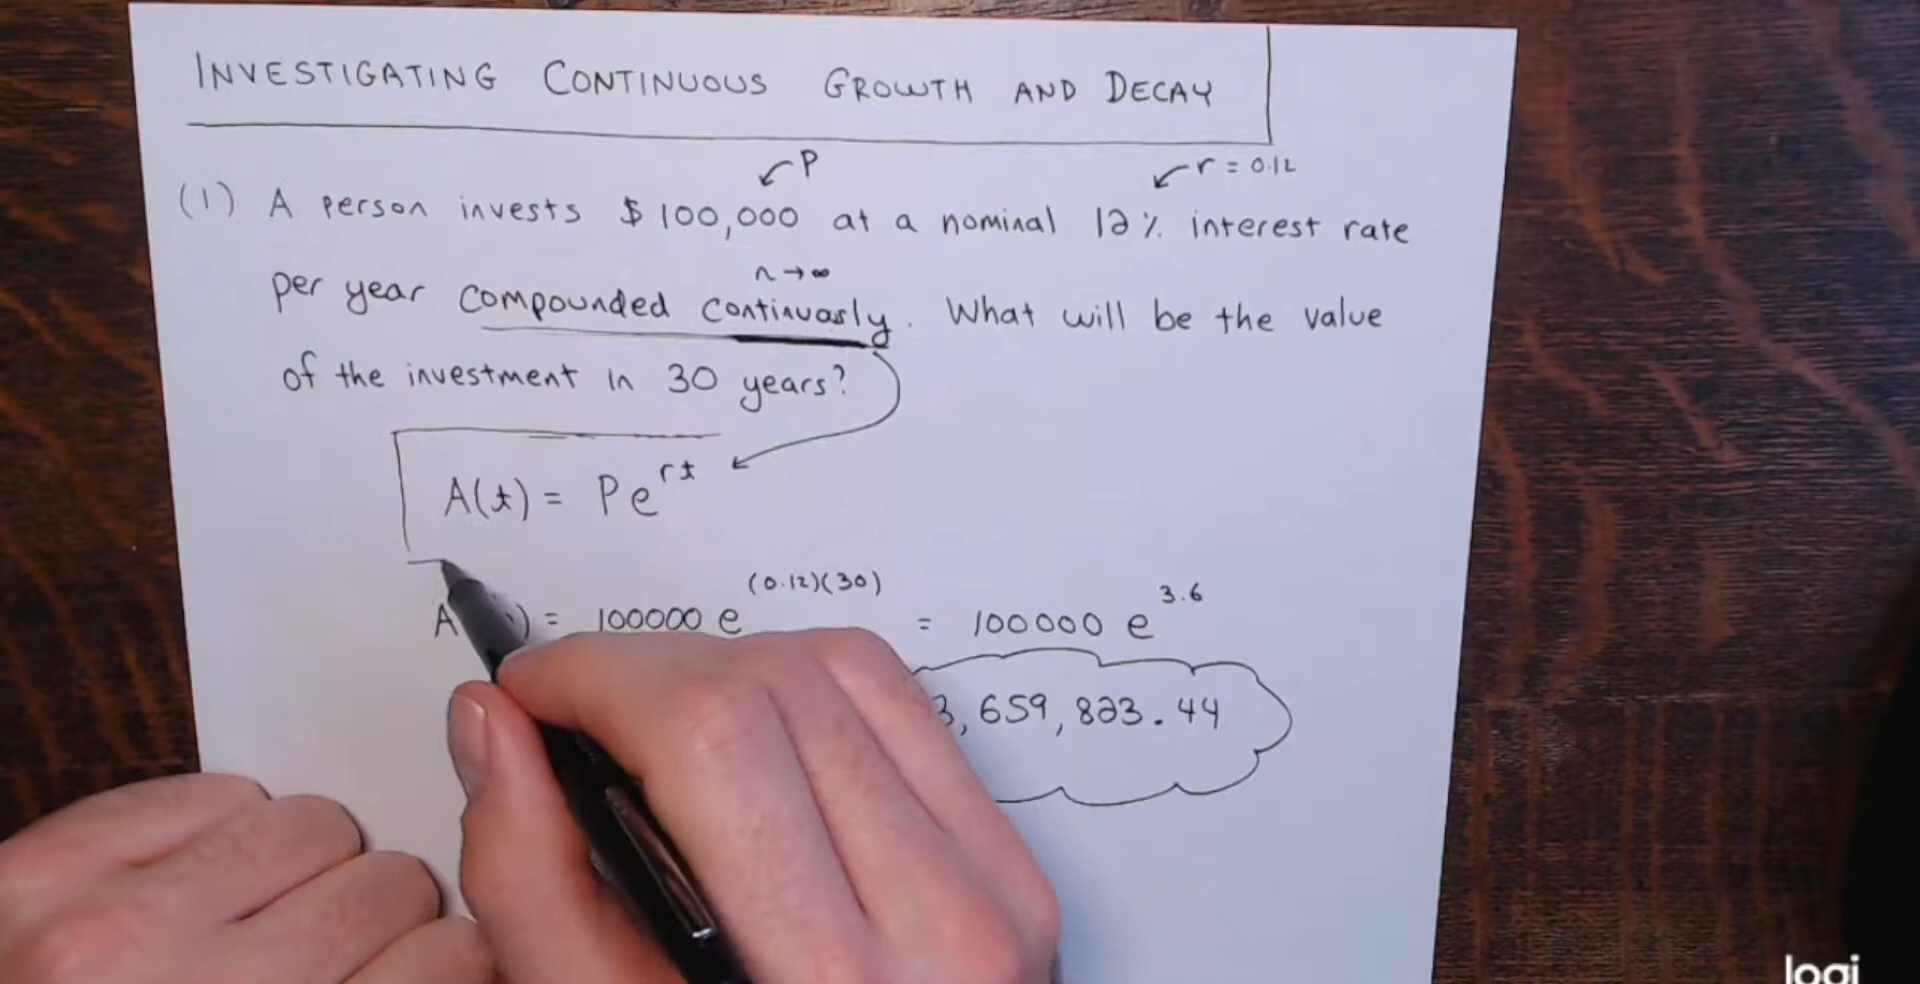 INVESTIGATING CONTINUOUS GROWTH AND DECAY
P
r = 0.12
(1) A person invests $100,000 at a nominal 12% interest rate
n→∞
per year compounded continuosly. What will be the value
of the investment in 30 years?
A(t) = Pe^rt
(0.12)(30)
3.6
A ) = 100000 e = 100000 e
3,659,823.44
logi